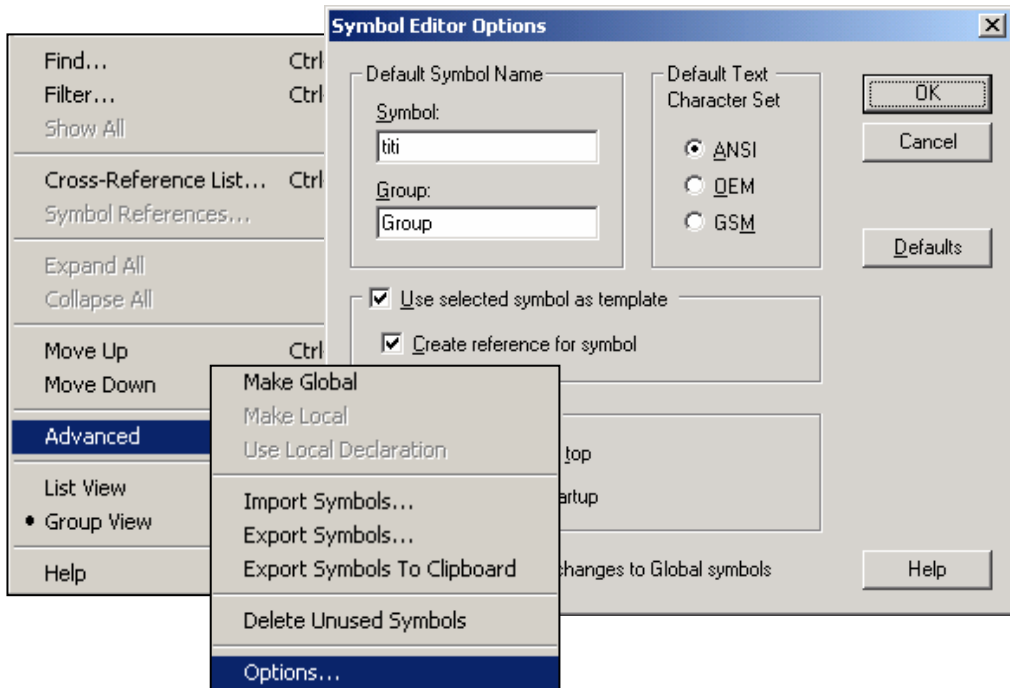 Find... Ctrl
Filter... Ctrl
Show All
Cross-Reference List... Ctrl
Symbol References...
Expand All
Collapse All
Move Up Ctrl
Move Down
Advanced
List View
• Group View
Help
Make Global
Make Local
Use Local Declaration
Import Symbols...
Export Symbols...
Export Symbols To Clipboard
Delete Unused Symbols
Options...
Symbol Editor Options
Default Symbol Name
Symbol:
titi
Group:
Group
Default Text
Character Set
ANSI
OEM
GSM
OK
Cancel
Defaults
Use selected symbol as template
Create reference for symbol
top
artup
changes to Global symbols
Help